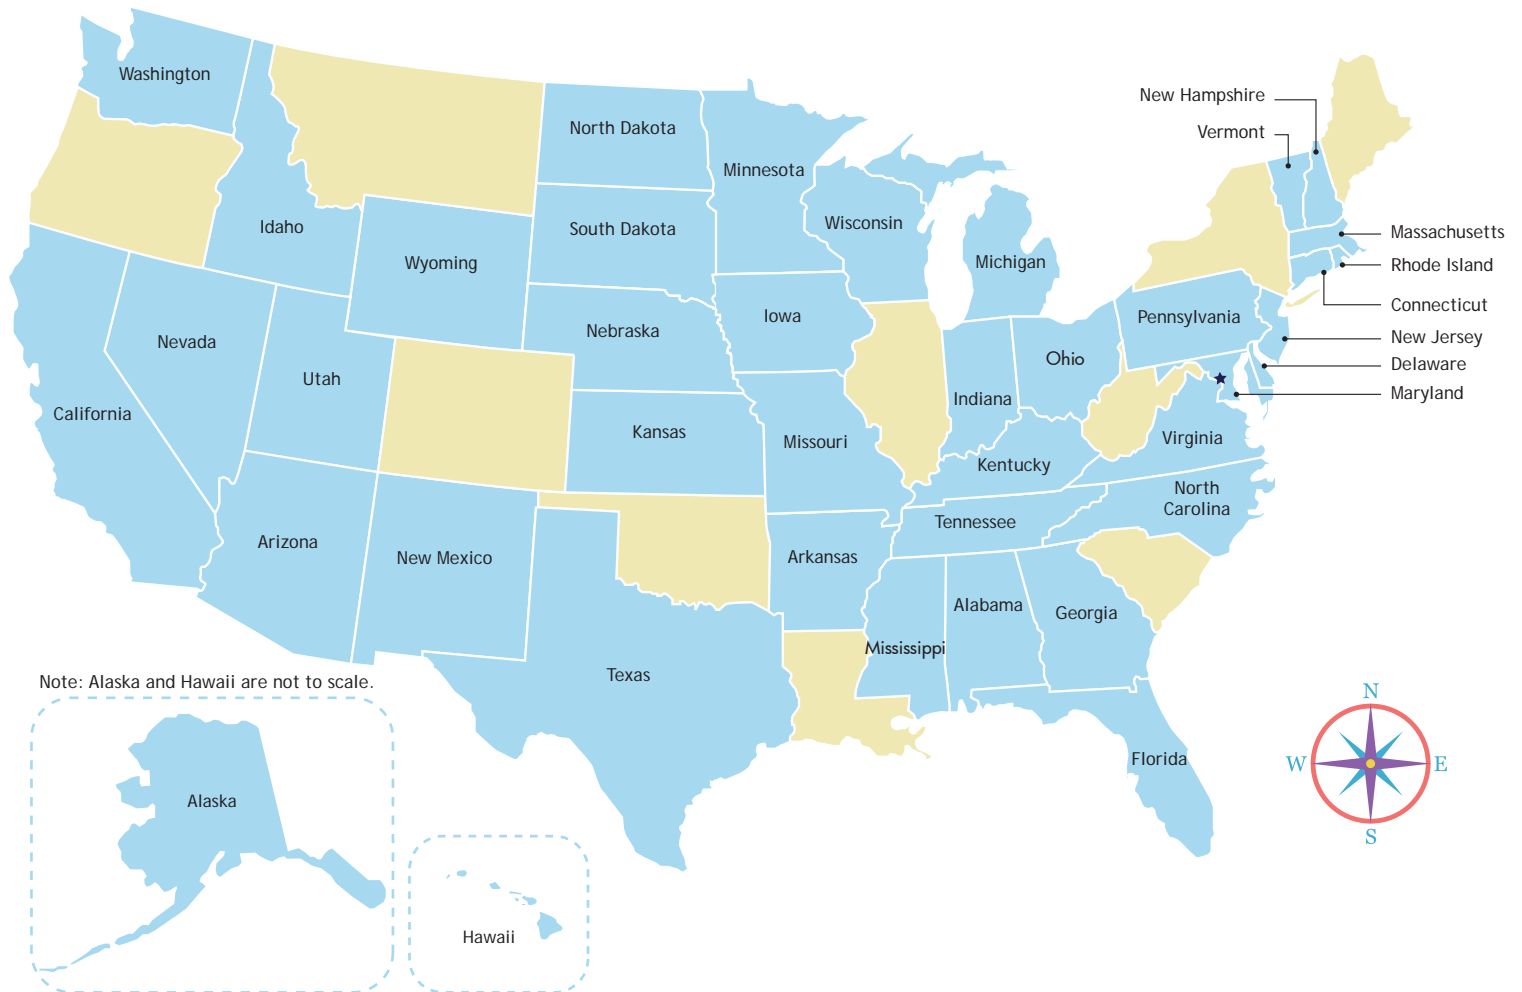 New Hampshire
Washington
North Dakota
Vermont
Minnesota
Idaho
South Dakota
Wisconsin
Massachusetts
Wyoming
Michigan
Rhode Island
Connecticut
Nebraska
Iowa
Pennsylvania
Nevada
New Jersey
Ohio
Delaware
Utah
Maryland
California
Indiana
Kansas
Missouri
Virginia
Kentucky
North
Carolina
Tennessee
Arizona
New Mexico
Arkansas
Alabama
Georgia
Mississippi
Texas
Note: Alaska and Hawaii are not to scale.
N
Florida
W
E
Alaska
S
Hawaii